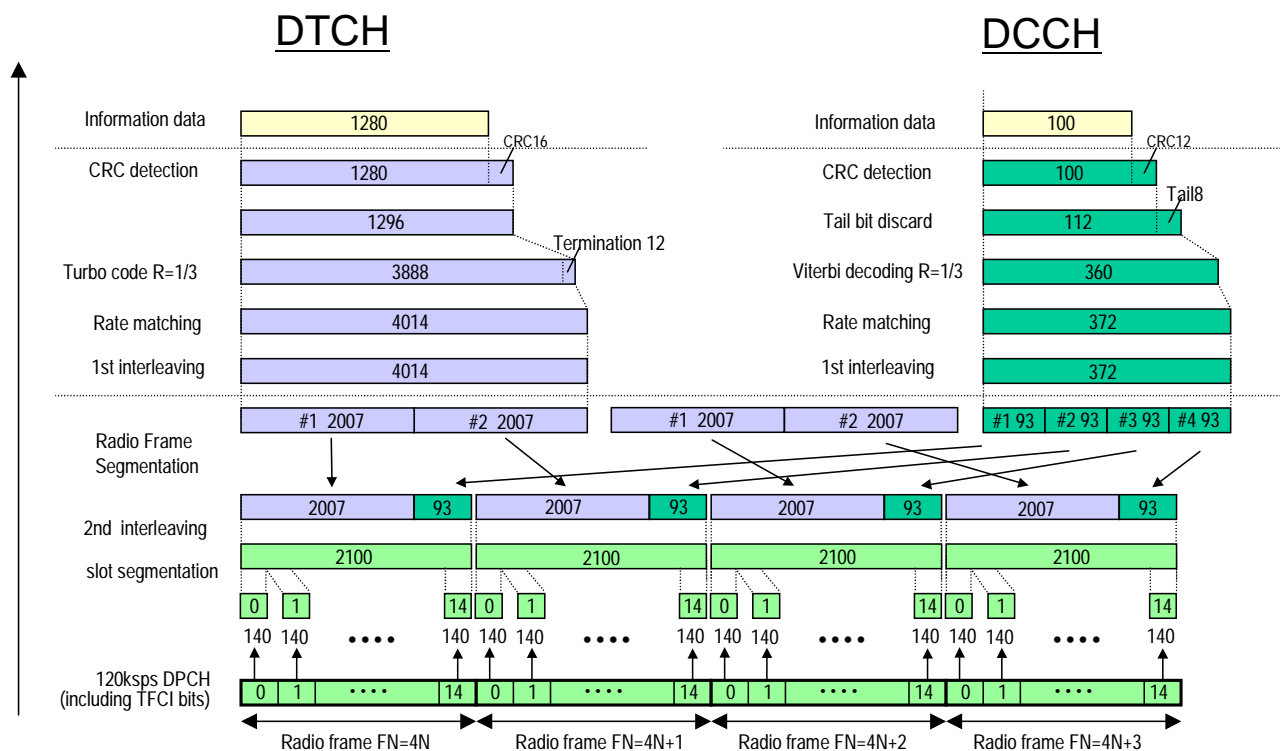 DTCH DCCH
Information data 1280 Information data 100
CRC16 CRC12
CRC detection 1280 CRC detection 100
Tail8
1296 Tail bit discard 112
Termination 12
Turbo code R=1/3 3888 Viterbi decoding R=1/3 360
Rate matching 4014 Rate matching 372
1st interleaving 4014 1st interleaving 372
#1 2007 #2 2007 #1 2007 #2 2007 #1 93 #2 93 #3 93 #4 93
Radio Frame
Segmentation
2007 93 2007 93 2007 93 2007 93
2nd interleaving
2100 2100 2100 2100
slot segmentation
0 1 14 0 1 14 0 1 14 0 1 14
140 140 •••• 140 140 140 •••• 140 140 140 •••• 140 140 140 •••• 140
120ksps DPCH
(including TFCI bits)
0 1 •••• 14 0 1 •••• 14 0 1 •••• 14 0 1 •••• 14
Radio frame FN=4N Radio frame FN=4N+1 Radio frame FN=4N+2 Radio frame FN=4N+3